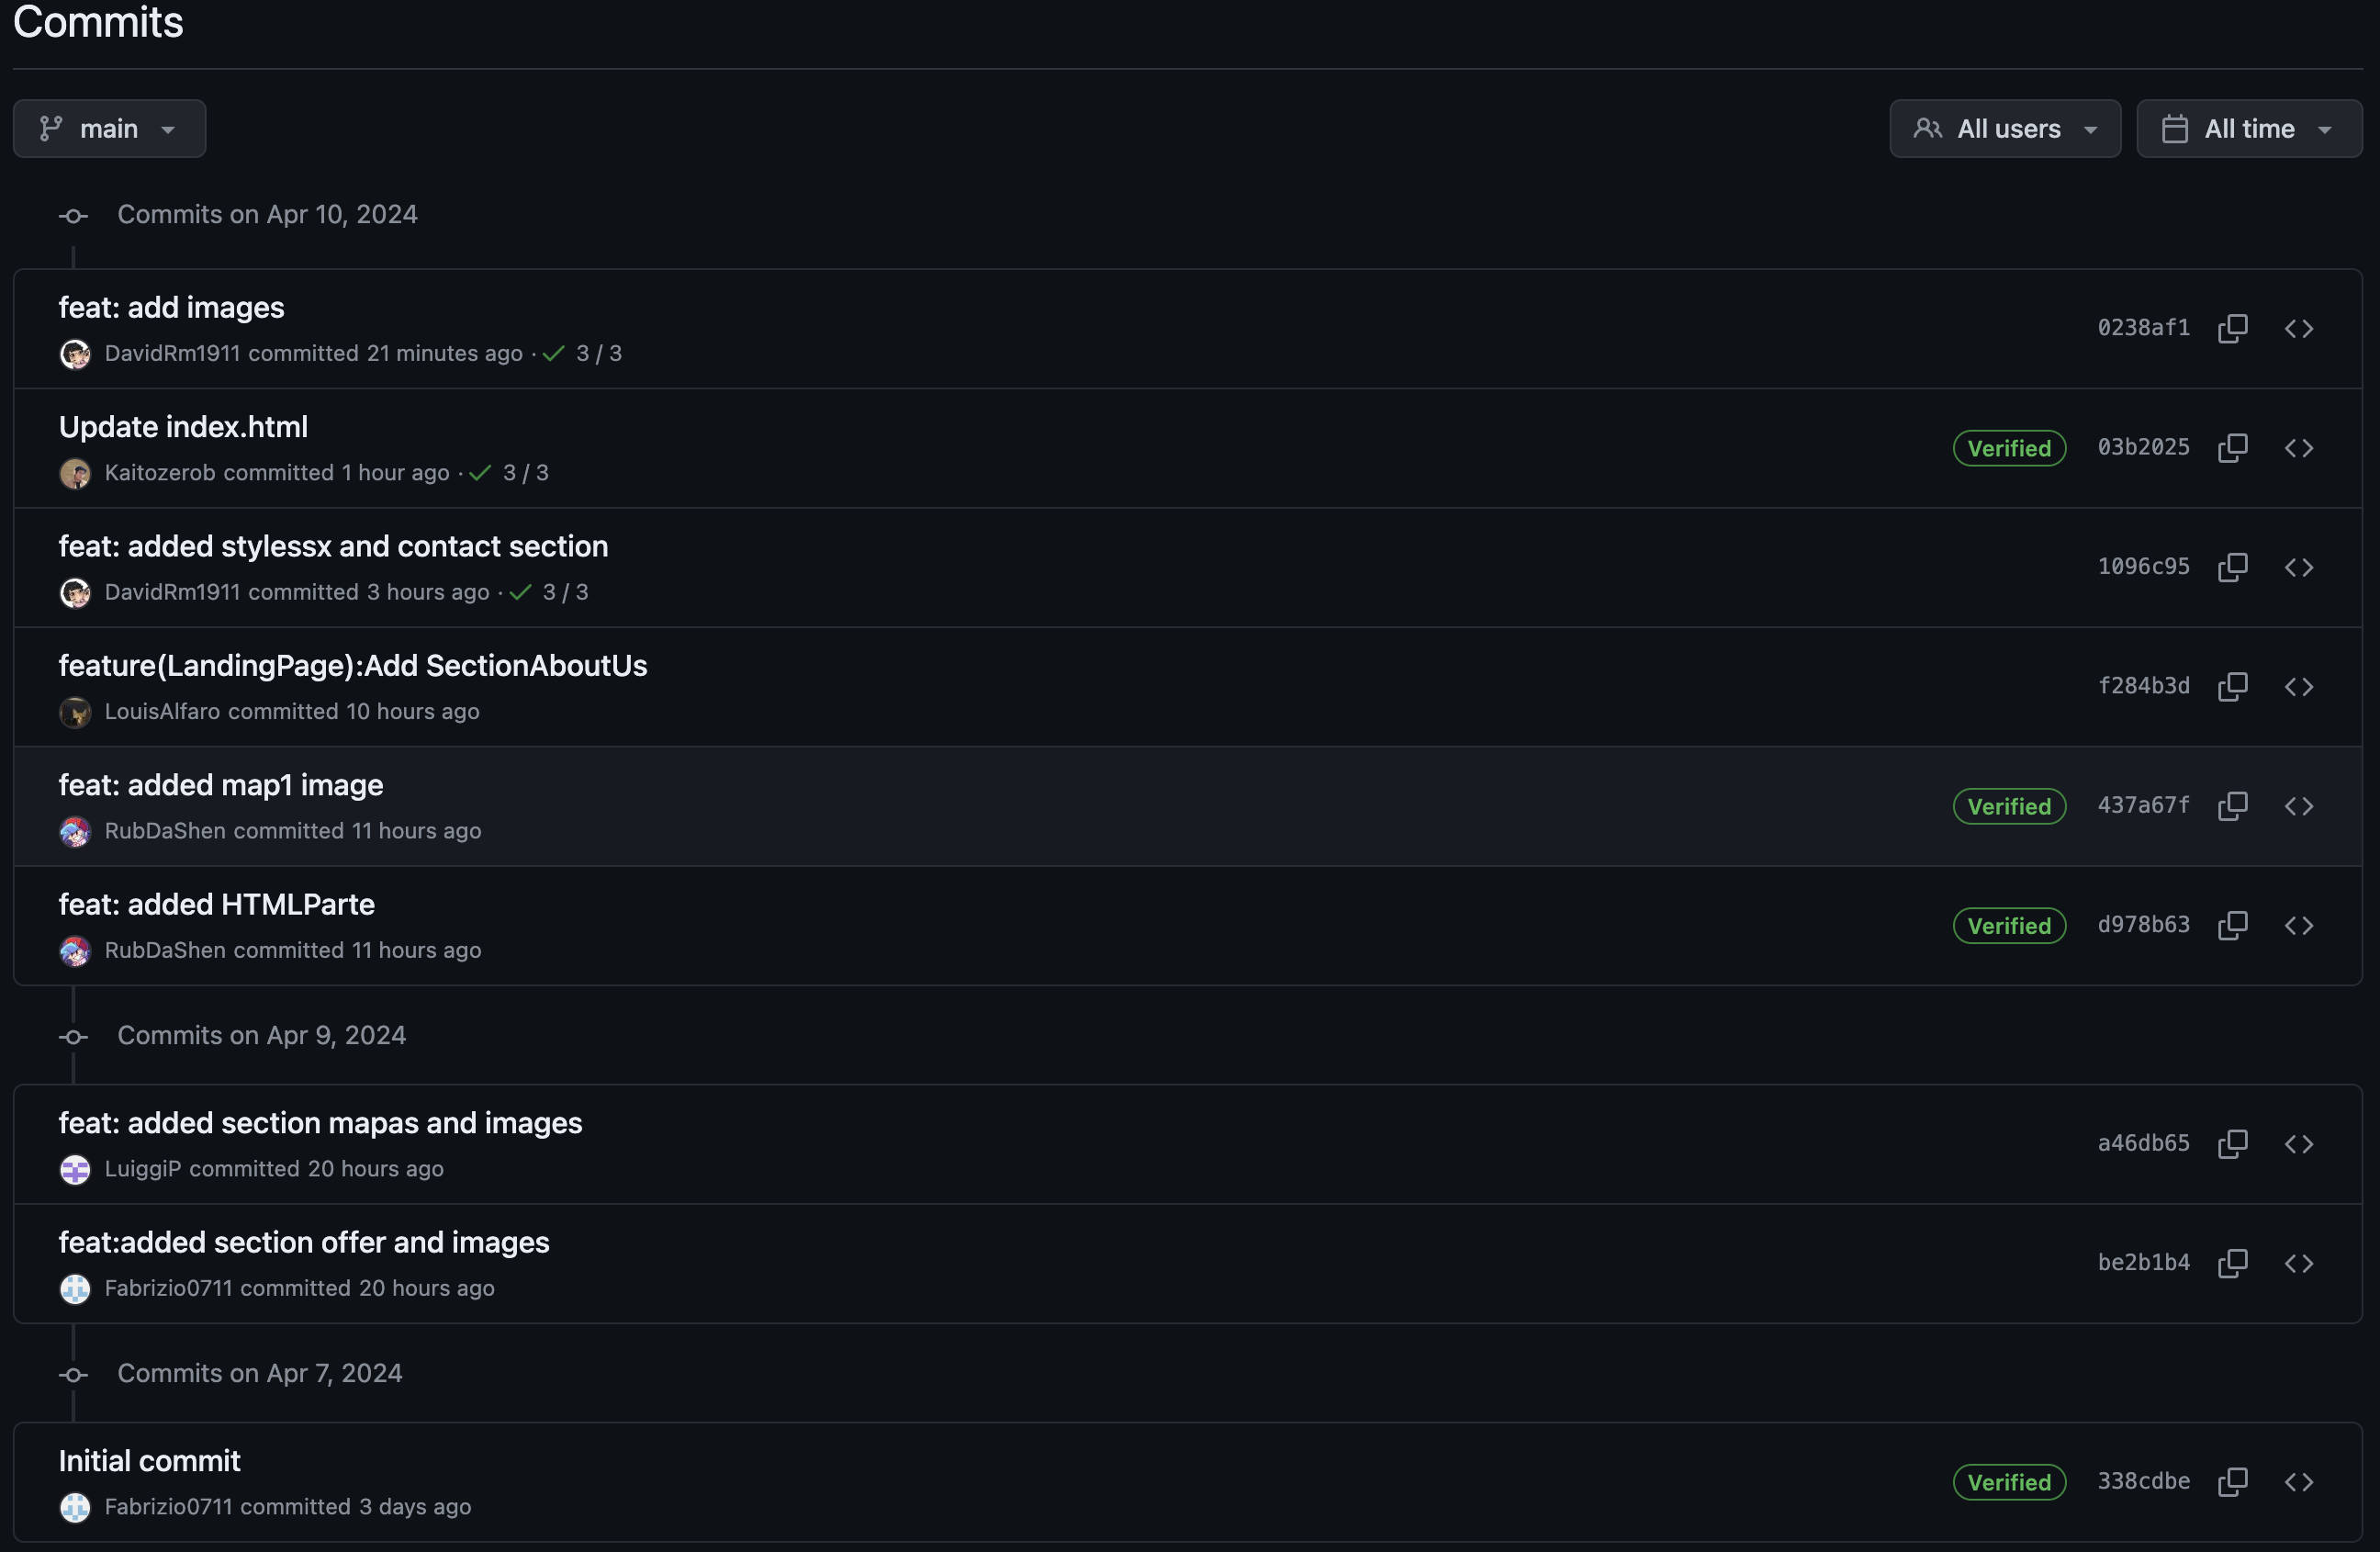 Commits
main
All users
All time
Commits on Apr 10, 2024
feat: add images
0238af1
DavidRm1911 committed 21 minutes ago · 3 / 3
Update index.html
Verified
03b2025
Kaitozerob committed 1 hour ago · 3 / 3
feat: added stylessx and contact section
1096c95
DavidRm1911 committed 3 hours ago · 3 / 3
feature(LandingPage):Add SectionAboutUs
f284b3d
LouisAlfaro committed 10 hours ago
feat: added map1 image
Verified
437a67f
RubDaShen committed 11 hours ago
feat: added HTMLParte
Verified
d978b63
RubDaShen committed 11 hours ago
Commits on Apr 9, 2024
feat: added section mapas and images
a46db65
LuiggiP committed 20 hours ago
feat:added section offer and images
be2b1b4
Fabrizio0711 committed 20 hours ago
Commits on Apr 7, 2024
Initial commit
Verified
338cdbe
Fabrizio0711 committed 3 days ago